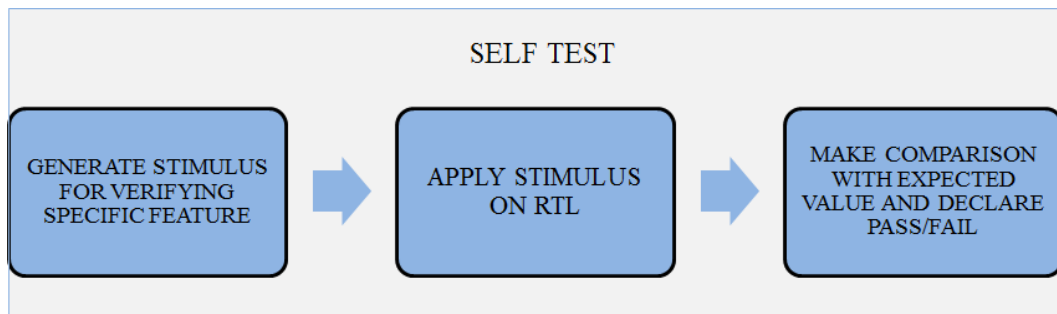 SELF TEST
GENERATE STIMULUS
FOR VERIFYING
SPECIFIC FEATURE
APPLY STIMULUS
ON RTL
MAKE COMPARISON
WITH EXPECTED
VALUE AND DECLARE
PASS/FAIL